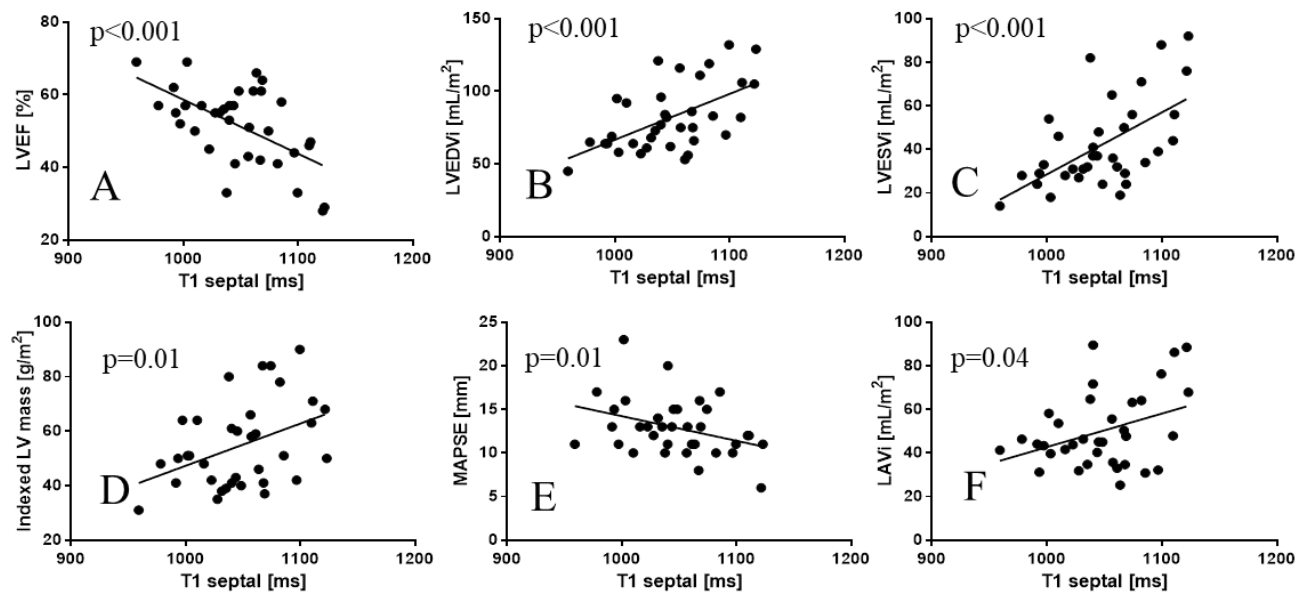 80
60
40
20
LVEF [%]
p<0.001
A
900
1000
1100
1200
T1 septal [ms]
150
100
50
0
LVEDVi [mL/m²]
p<0.001
B
900
1000
1100
1200
T1 septal [ms]
100
80
60
40
20
0
LVESVi [mL/m²]
p<0.001
C
900
1000
1100
1200
T1 septal [ms]
100
80
60
40
20
Indexed LV mass [g/m²]
p=0.01
D
900
1000
1100
1200
T1 septal [ms]
25
20
15
10
5
0
MAPSE [mm]
p=0.01
E
900
1000
1100
1200
T1 septal [ms]
100
80
60
40
20
0
LAVi [mL/m²]
p=0.04
F
900
1000
1100
1200
T1 septal [ms]